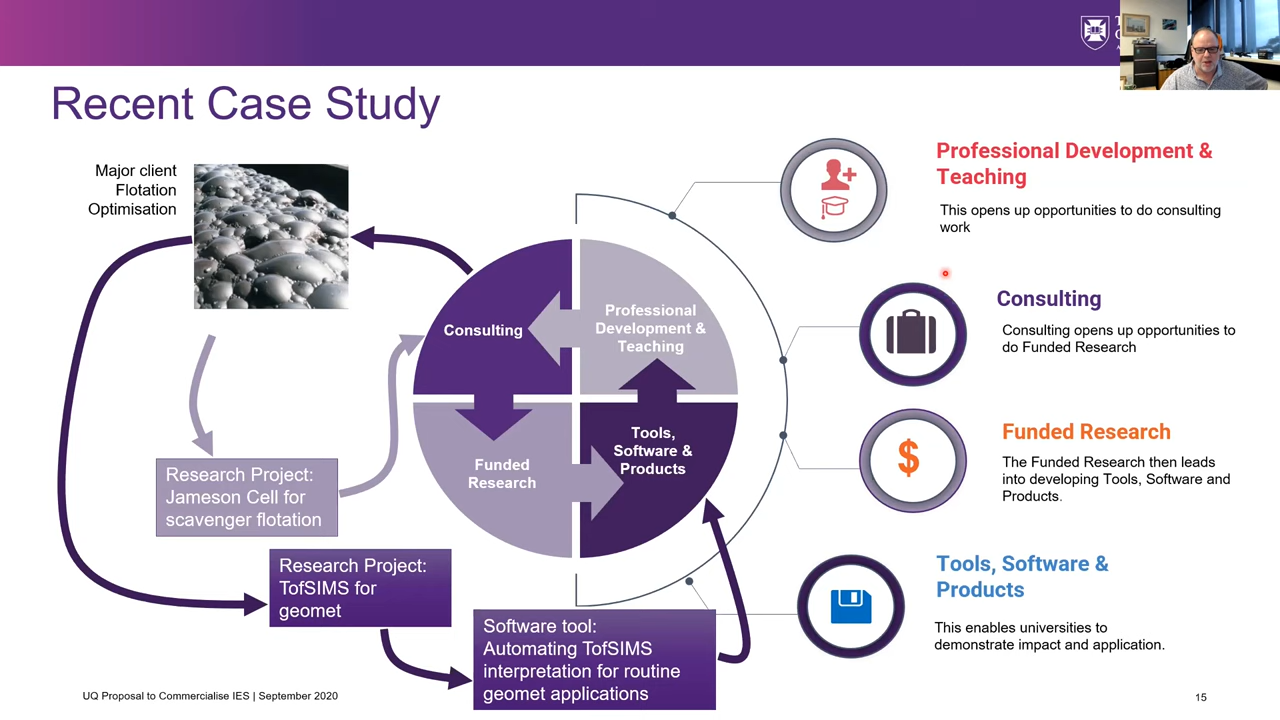 Recent Case Study
Major client
Flotation
Optimisation
Research Project:
Jameson Cell for
scavenger flotation
Research Project:
TofSIMS for
geomet
Software tool:
Automating TofSIMS
interpretation for routine
geomet applications
Consulting
Professional
Development &
Teaching
Funded
Research
Tools,
Software &
Products
Professional Development &
Teaching
This opens up opportunities to do consulting
work
Consulting
Consulting opens up opportunities to
do Funded Research
$
Funded Research
The Funded Research then leads
into developing Tools, Software and
Products.
Tools, Software &
Products
This enables universities to
demonstrate impact and application.
UQ Proposal to Commercialise IES | September 2020
15